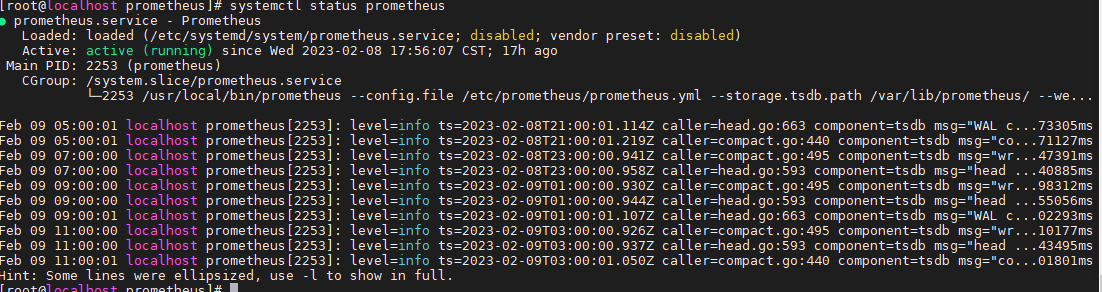 [root@localhost prometheus]# systemctl status prometheus
● prometheus.service - Prometheus
   Loaded: loaded (/etc/systemd/system/prometheus.service; disabled; vendor preset: disabled)
   Active: active (running) since Wed 2023-02-08 17:56:07 CST; 17h ago
 Main PID: 2253 (prometheus)
   CGroup: /system.slice/prometheus.service
           └─2253 /usr/local/bin/prometheus --config.file /etc/prometheus/prometheus.yml --storage.tsdb.path /var/lib/prometheus/ --we...
Feb 09 05:00:01 localhost prometheus[2253]: level=info ts=2023-02-08T21:00:01.114Z caller=head.go:663 component=tsdb msg="WAL c...73305ms
Feb 09 05:00:01 localhost prometheus[2253]: level=info ts=2023-02-08T21:00:01.219Z caller=compact.go:440 component=tsdb msg="co...71127ms
Feb 09 07:00:00 localhost prometheus[2253]: level=info ts=2023-02-08T23:00:00.941Z caller=compact.go:495 component=tsdb msg="wr...47391ms
Feb 09 07:00:00 localhost prometheus[2253]: level=info ts=2023-02-08T23:00:00.958Z caller=head.go:593 component=tsdb msg="head ...40885ms
Feb 09 09:00:00 localhost prometheus[2253]: level=info ts=2023-02-09T01:00:00.930Z caller=compact.go:495 component=tsdb msg="wr...98312ms
Feb 09 09:00:00 localhost prometheus[2253]: level=info ts=2023-02-09T01:00:00.944Z caller=head.go:593 component=tsdb msg="head ...55056ms
Feb 09 09:00:01 localhost prometheus[2253]: level=info ts=2023-02-09T01:00:01.107Z caller=head.go:663 component=tsdb msg="WAL c...02293ms
Feb 09 11:00:00 localhost prometheus[2253]: level=info ts=2023-02-09T03:00:00.926Z caller=compact.go:495 component=tsdb msg="wr...10177ms
Feb 09 11:00:00 localhost prometheus[2253]: level=info ts=2023-02-09T03:00:00.937Z caller=head.go:593 component=tsdb msg="head ...43495ms
Feb 09 11:00:01 localhost prometheus[2253]: level=info ts=2023-02-09T03:00:01.050Z caller=compact.go:440 component=tsdb msg="co...01801ms
Hint: Some lines were ellipsized, use -l to show in full.
[root@localhost prometheus]#